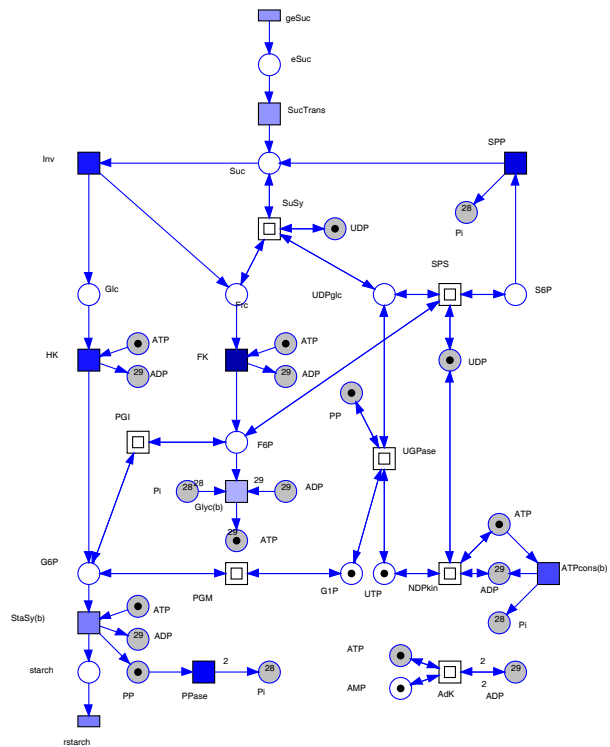 geSuc
eSuc
SucTrans
Inv
SPP
Suc
28
Pi
SuSy
UDP
SPS
Glc
Frc
UDPglc
S6P
HK
ATP
29
ADP
FK
ATP
29
ADP
UDP
PP
PGI
F6P
UGPase
Pi
28
28
29
29
ADP
Glyc(b)
29
ATP
ATP
G6P
PGM
G1P
UTP
NDPkin
29
ADP
ATPcons(b)
StaSy(b)
ATP
29
ADP
28
Pi
starch
PP
PPase
2
28
Pi
ATP
AMP
AdK
2
2
29
ADP
rstarch